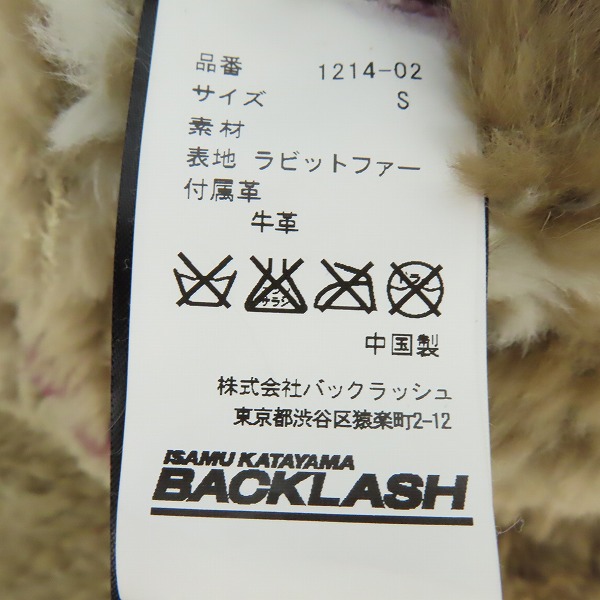 品番 1214-02
サイズ S
素材
表地 ラビットファー
付属革
牛革
中国製
株式会社バックラッシュ
東京都渋谷区猿楽町2-12
ISAMU KATAYAMA
BACKLASH